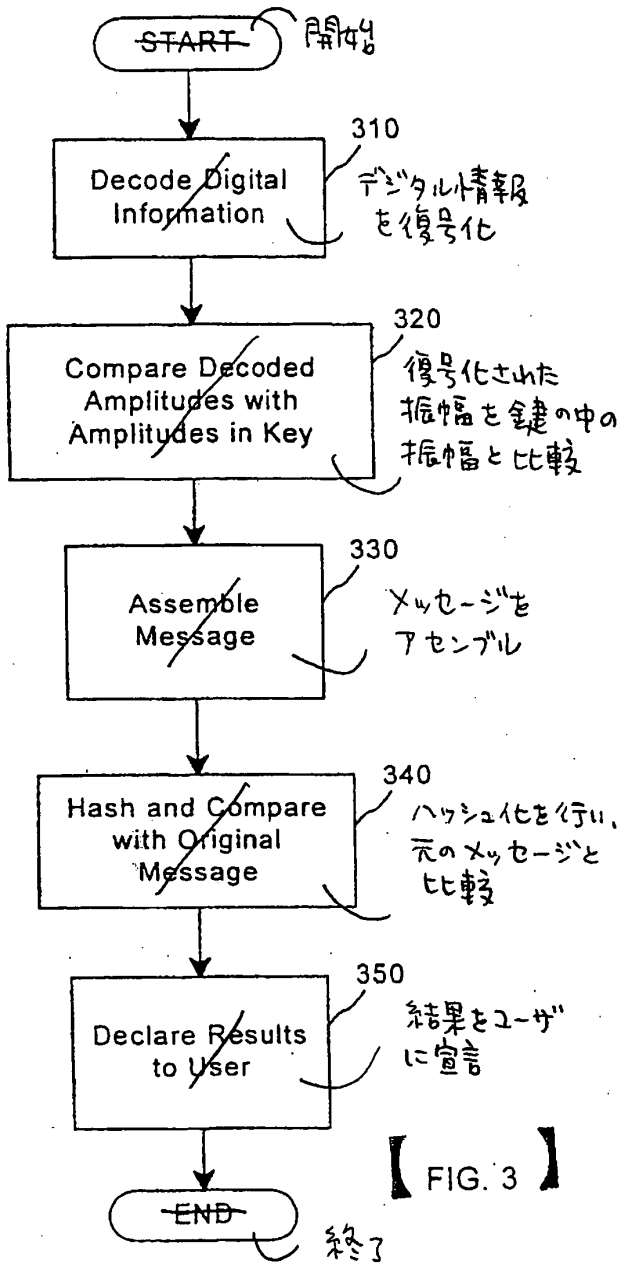 START
開始
310
Decode Digital
Information
デジタル情報
を復号化
320
Compare Decoded
Amplitudes with
Amplitudes in Key
復号化された
振幅を鍵の中の
振幅と比較
330
Assemble
Message
メッセージを
アセンブル
340
Hash and Compare
with Original
Message
ハッシュ化を行い、
元のメッセージと
比較
350
Declare Results
to User
結果をユーザ
に宣言
【FIG. 3】
END
終了